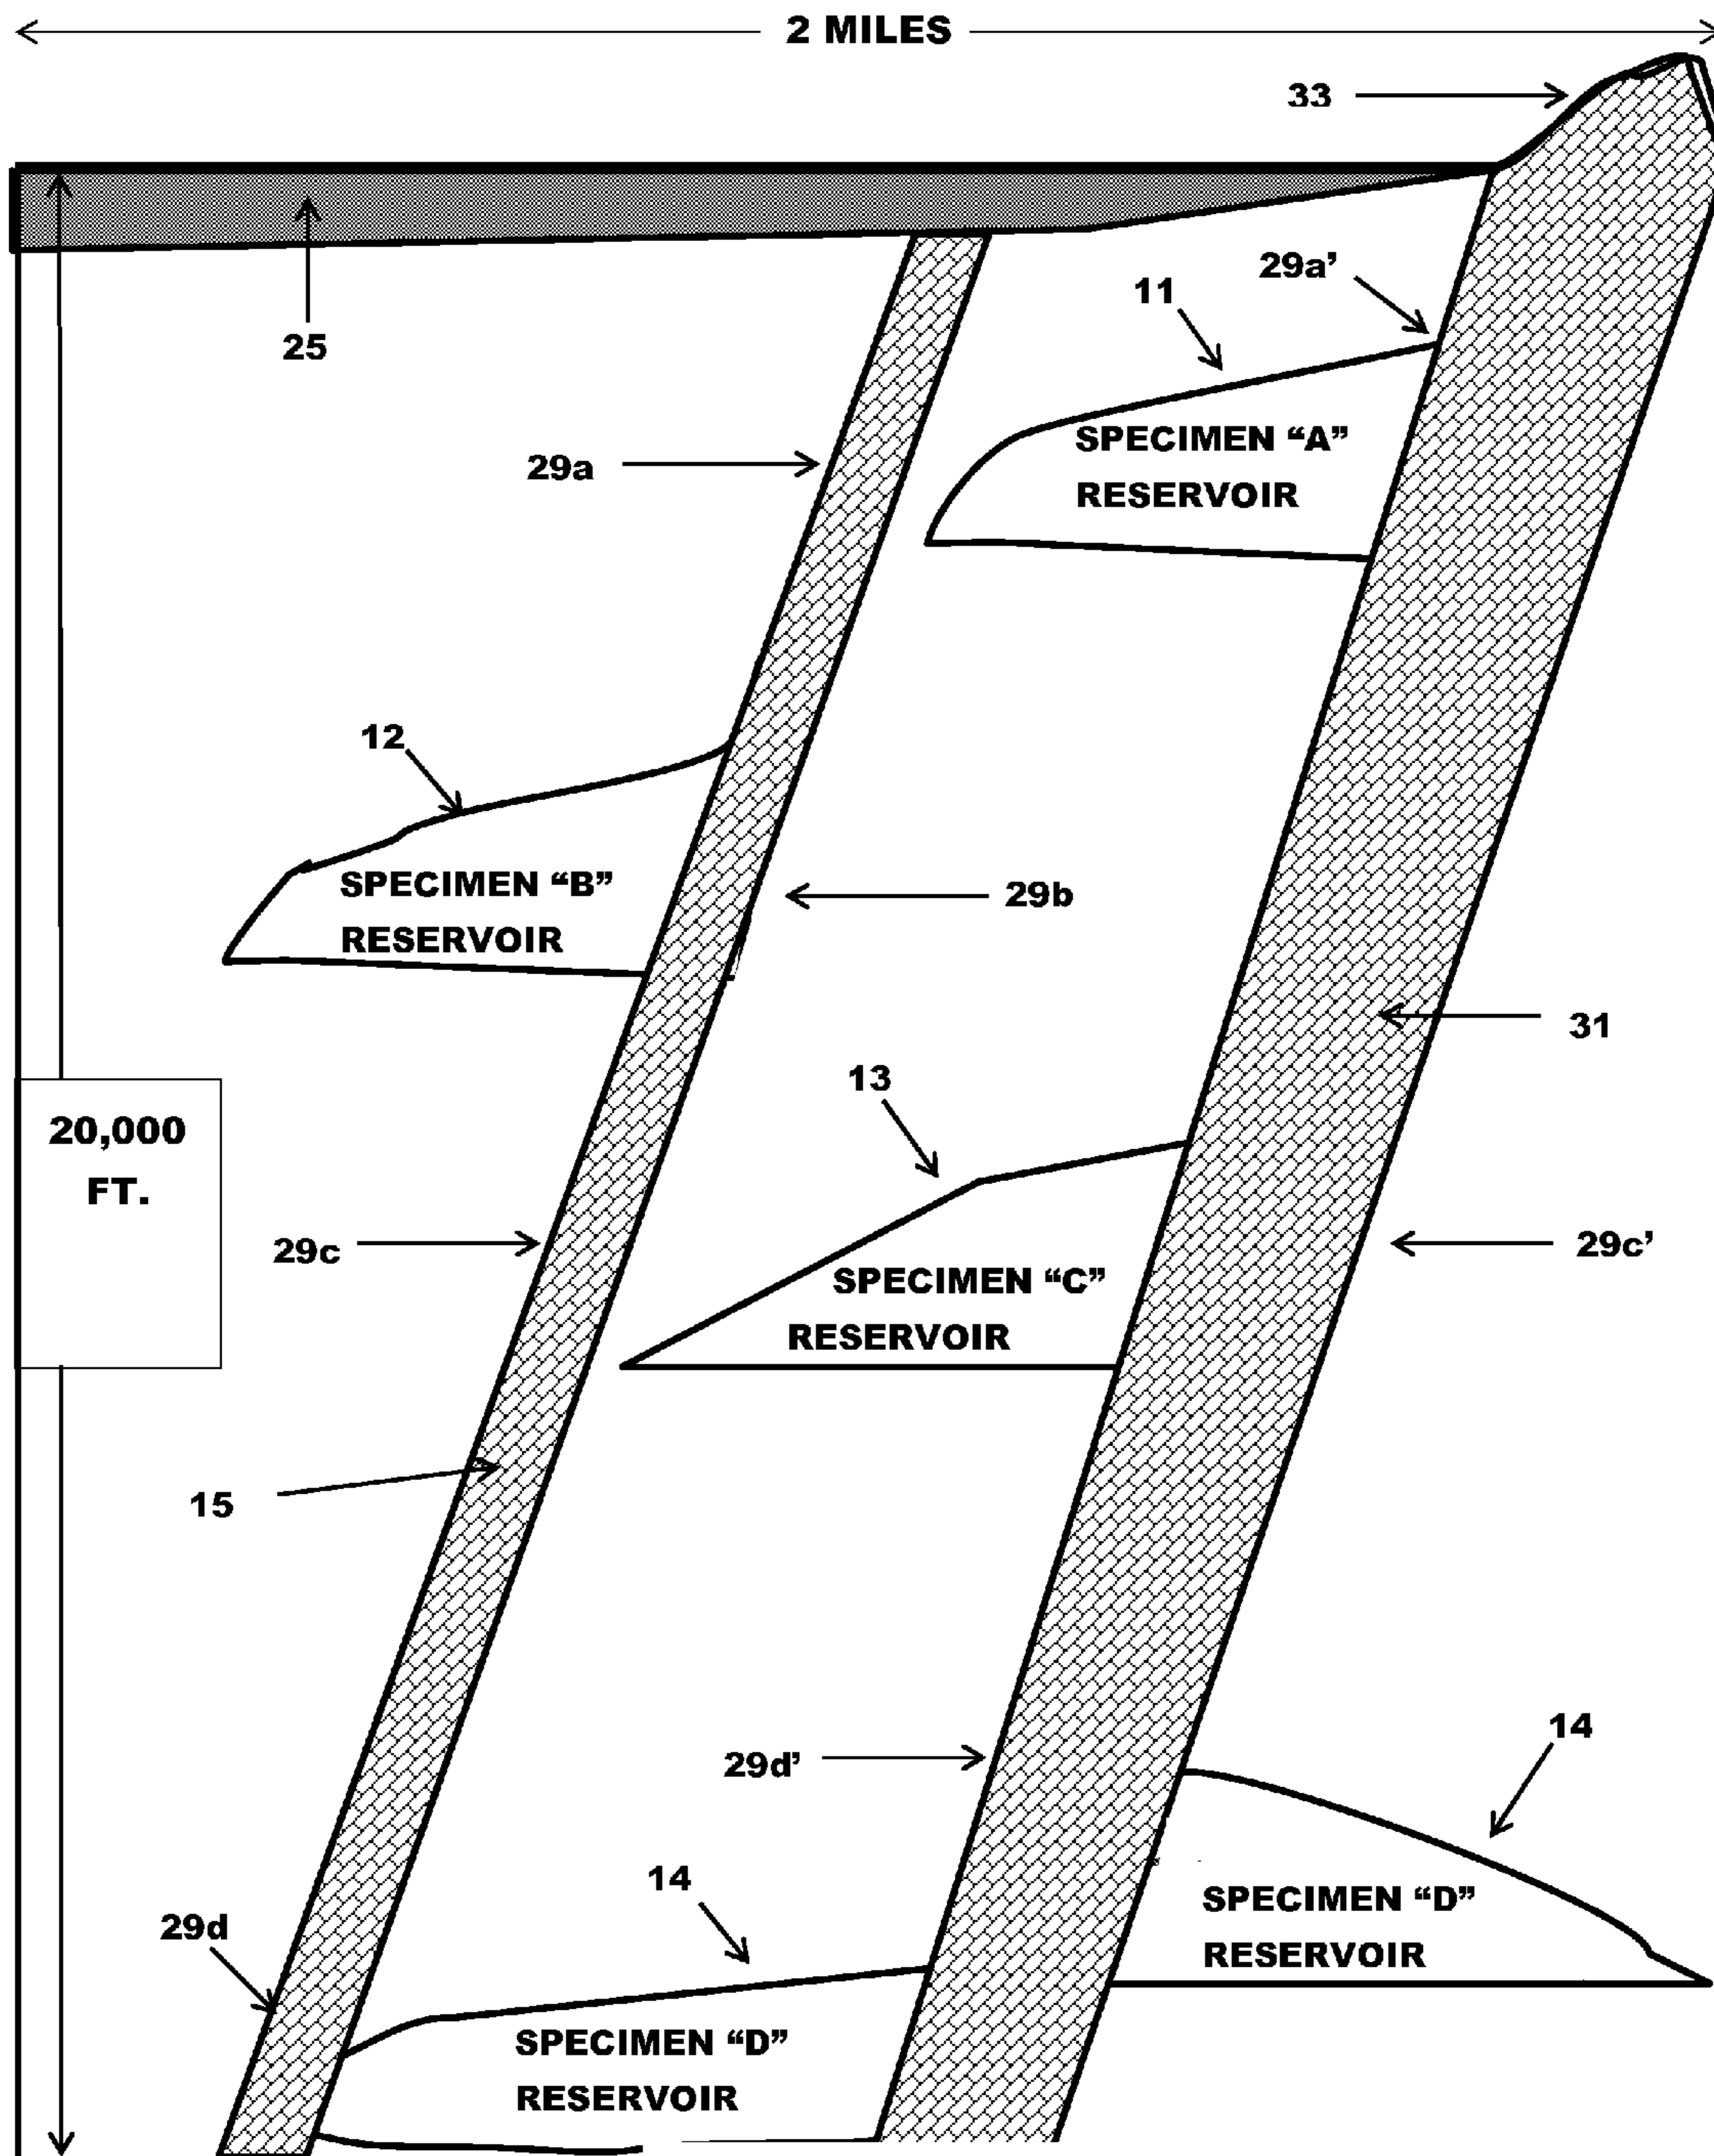 2 MILES
33
29a’
11
25
SPECIMEN “A”
RESERVOIR
29a
12
SPECIMEN “B”
RESERVOIR
29b
31
13
20,000
FT.
29c
29c’
SPECIMEN “C”
RESERVOIR
15
14
29d’
14
SPECIMEN “D”
RESERVOIR
29d
SPECIMEN “D”
RESERVOIR